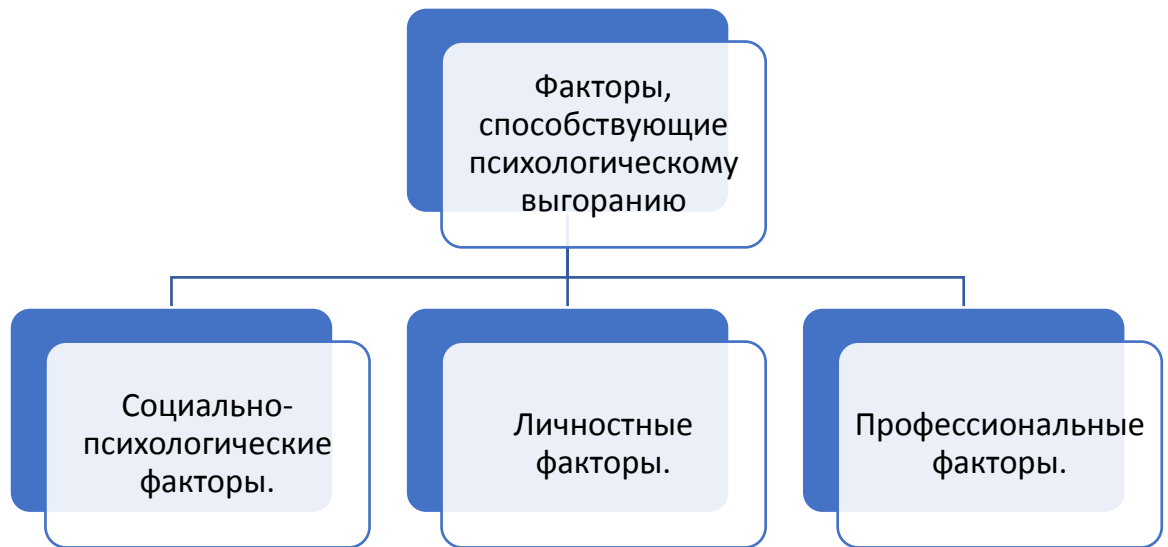 Факторы,
способствующие
психологическому
выгоранию
Социально-
психологические
факторы.
Личностные
факторы.
Профессиональные
факторы.